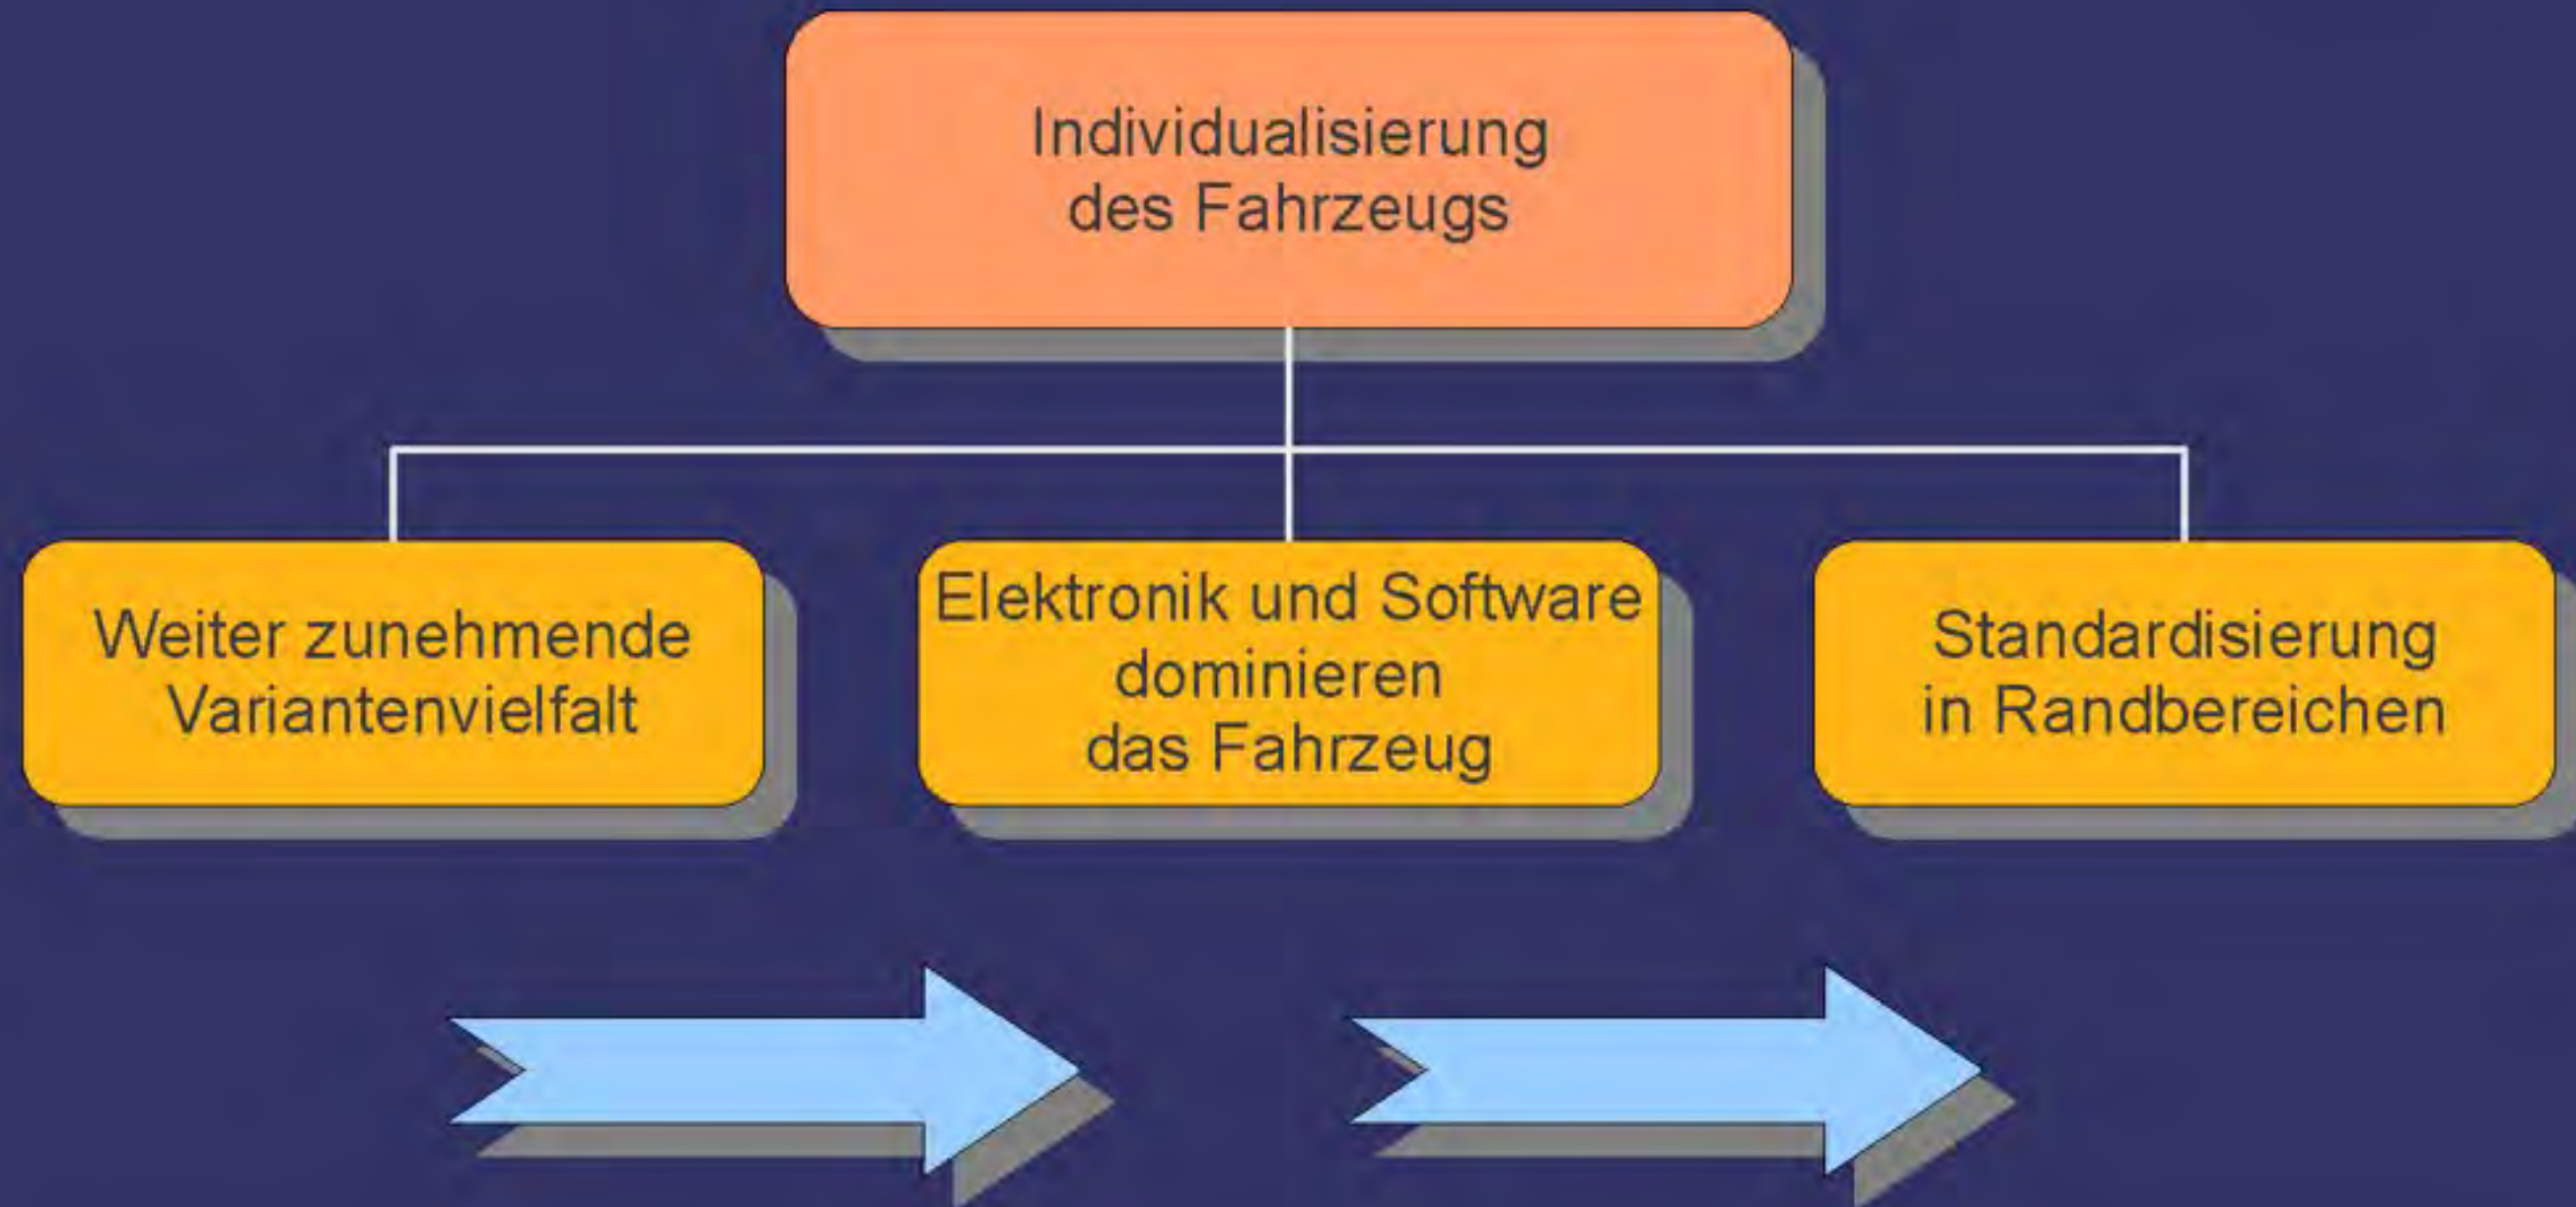 Individualisierung
des Fahrzeugs
Weiter zunehmende
Variantenvielfalt
Elektronik und Software
dominieren
das Fahrzeug
Standardisierung
in Randbereichen